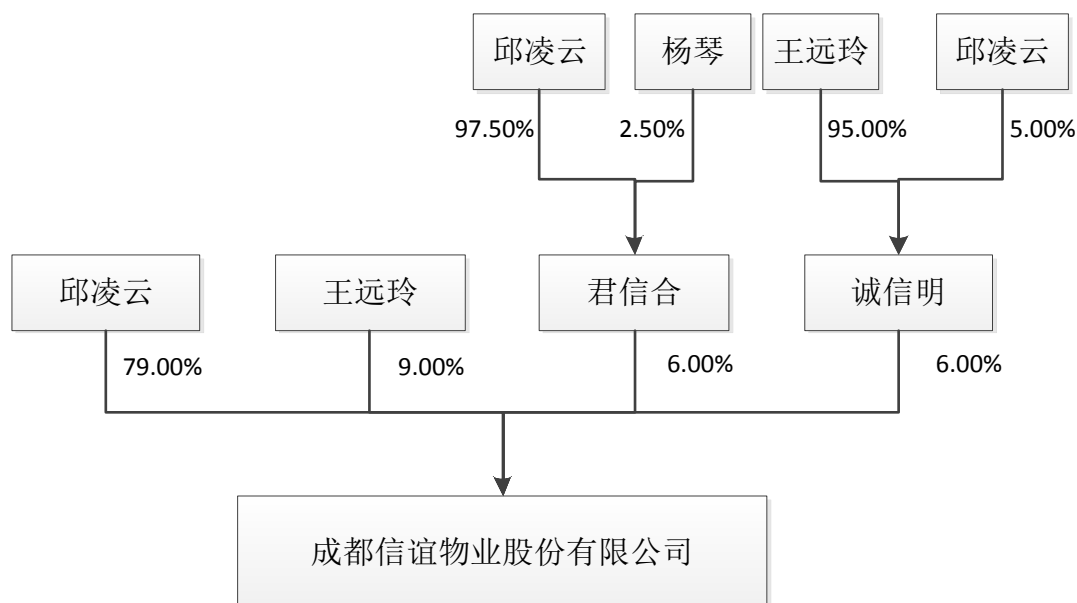 邱凌云
杨琴
王远玲
邱凌云
97.50%
2.50%
95.00%
5.00%
邱凌云
王远玲
君信合
诚信明
79.00%
9.00%
6.00%
6.00%
成都信谊物业股份有限公司